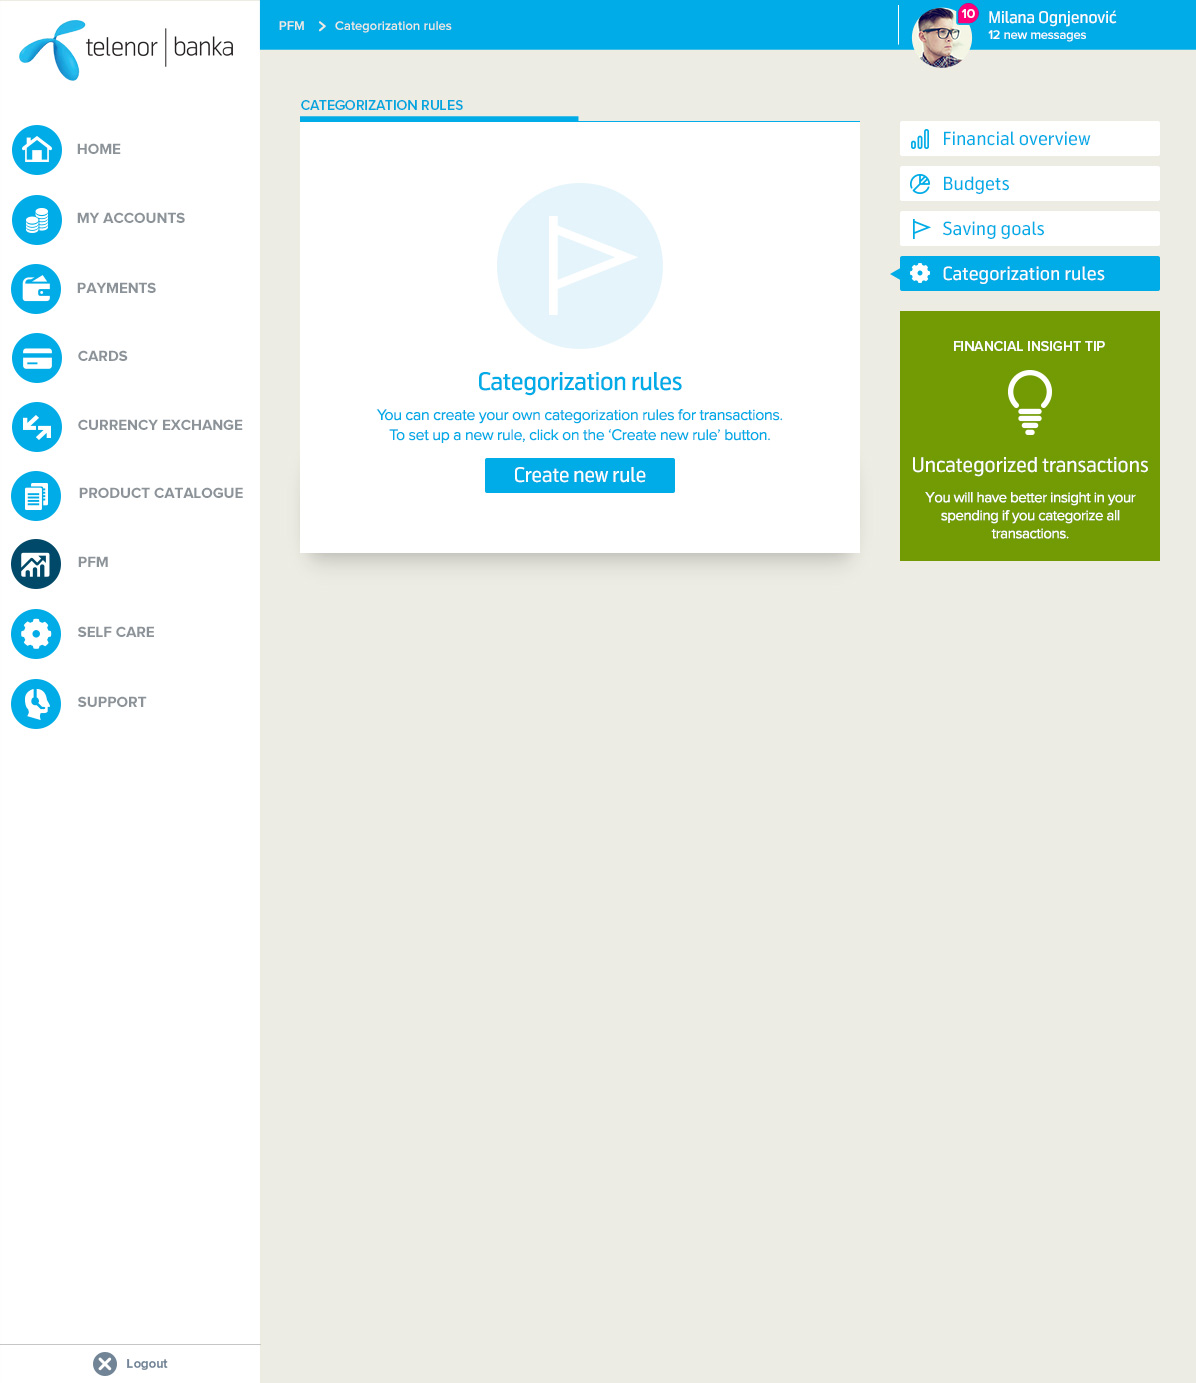 telenor | banka
PFM > Categorization rules
10
Milana Ognjenović
12 new messages
HOME
MY ACCOUNTS
PAYMENTS
CARDS
CURRENCY EXCHANGE
PRODUCT CATALOGUE
PFM
SELF CARE
SUPPORT
Logout
CATEGORIZATION RULES
Categorization rules
You can create your own categorization rules for transactions.
To set up a new rule, click on the ‘Create new rule’ button.
Create new rule
Financial overview
Budgets
Saving goals
Categorization rules
FINANCIAL INSIGHT TIP
Uncategorized transactions
You will have better insight in your
spending if you categorize all
transactions.